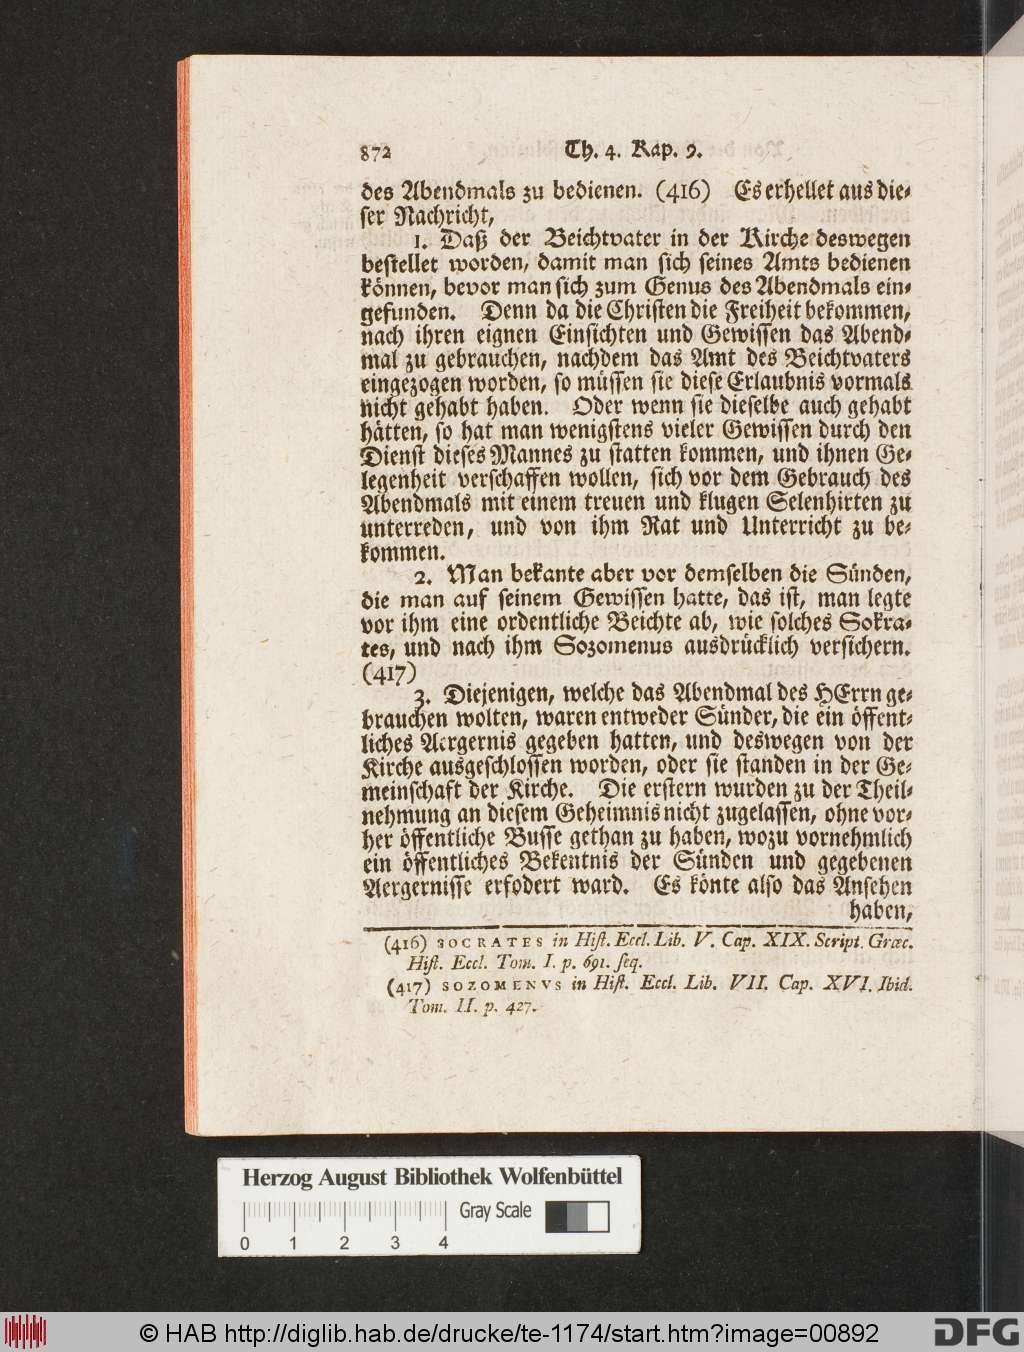 872 Th. 4. Kap. 9.
des Abendmals zu bedienen. (416) Es erhellet aus die-
ser Nachricht,
1. Daß der Beichtvater in der Kirche deswegen
bestellet worden, damit man sich seines Amts bedienen
können, bevor man sich zum Genus des Abendmals ein-
gefunden. Denn da die Christen die Freiheit bekommen,
nach ihren eignen Einsichten und Gewissen das Abend-
mal zu gebrauchen, nachdem das Amt des Beichtvaters
eingezogen worden, so müssen sie diese Erlaubnis vormals
nicht gehabt haben. Oder wenn sie dieselbe auch gehabt
hätten, so hat man wenigstens vieler Gewissen durch den
Dienst dieses Mannes zu statten kommen, und ihnen Ge-
legenheit verschaffen wollen, sich vor dem Gebrauch des
Abendmals mit einem treuen und klugen Selenhirten zu
unterreden, und von ihm Rat und Unterricht zu be-
kommen.
2. Man bekante aber vor demselben die Sünden,
die man auf seinem Gewissen hatte, das ist, man legte
vor ihm eine ordentliche Beichte ab, wie solches Sokra-
tes, und nach ihm Sozomenus ausdrücklich versichern.
(417)
3. Diejenigen, welche das Abendmal des HErrn ge-
brauchen wolten, waren entweder Sünder, die ein öffent-
liches Aergernis gegeben hatten, und deswegen von der
Kirche ausgeschlossen worden, oder sie standen in der Ge-
meinschaft der Kirche. Die erstern wurden zu der Theil-
nehmung an diesem Geheimnis nicht zugelassen, ohne vor-
her öffentliche Busse gethan zu haben, wozu vornehmlich
ein öffentliches Bekentnis der Sünden und gegebenen
Aergernisse erfodert ward. Es könte also das Ansehen
haben,
(416) SOCRATES in Hist. Eccl. Lib. V. Cap. XIX. Script. Græc.
Hist. Eccl. Tom. I. p. 691. seq.
(417) SOZOMENVS in Hist. Eccl. Lib. VII. Cap. XVI. Ibid.
Tom. II. p. 427.
Herzog August Bibliothek Wolfenbüttel
Gray Scale
0 1 2 3 4
© HAB http://diglib.hab.de/drucke/te-1174/start.htm?image=00892
DFG